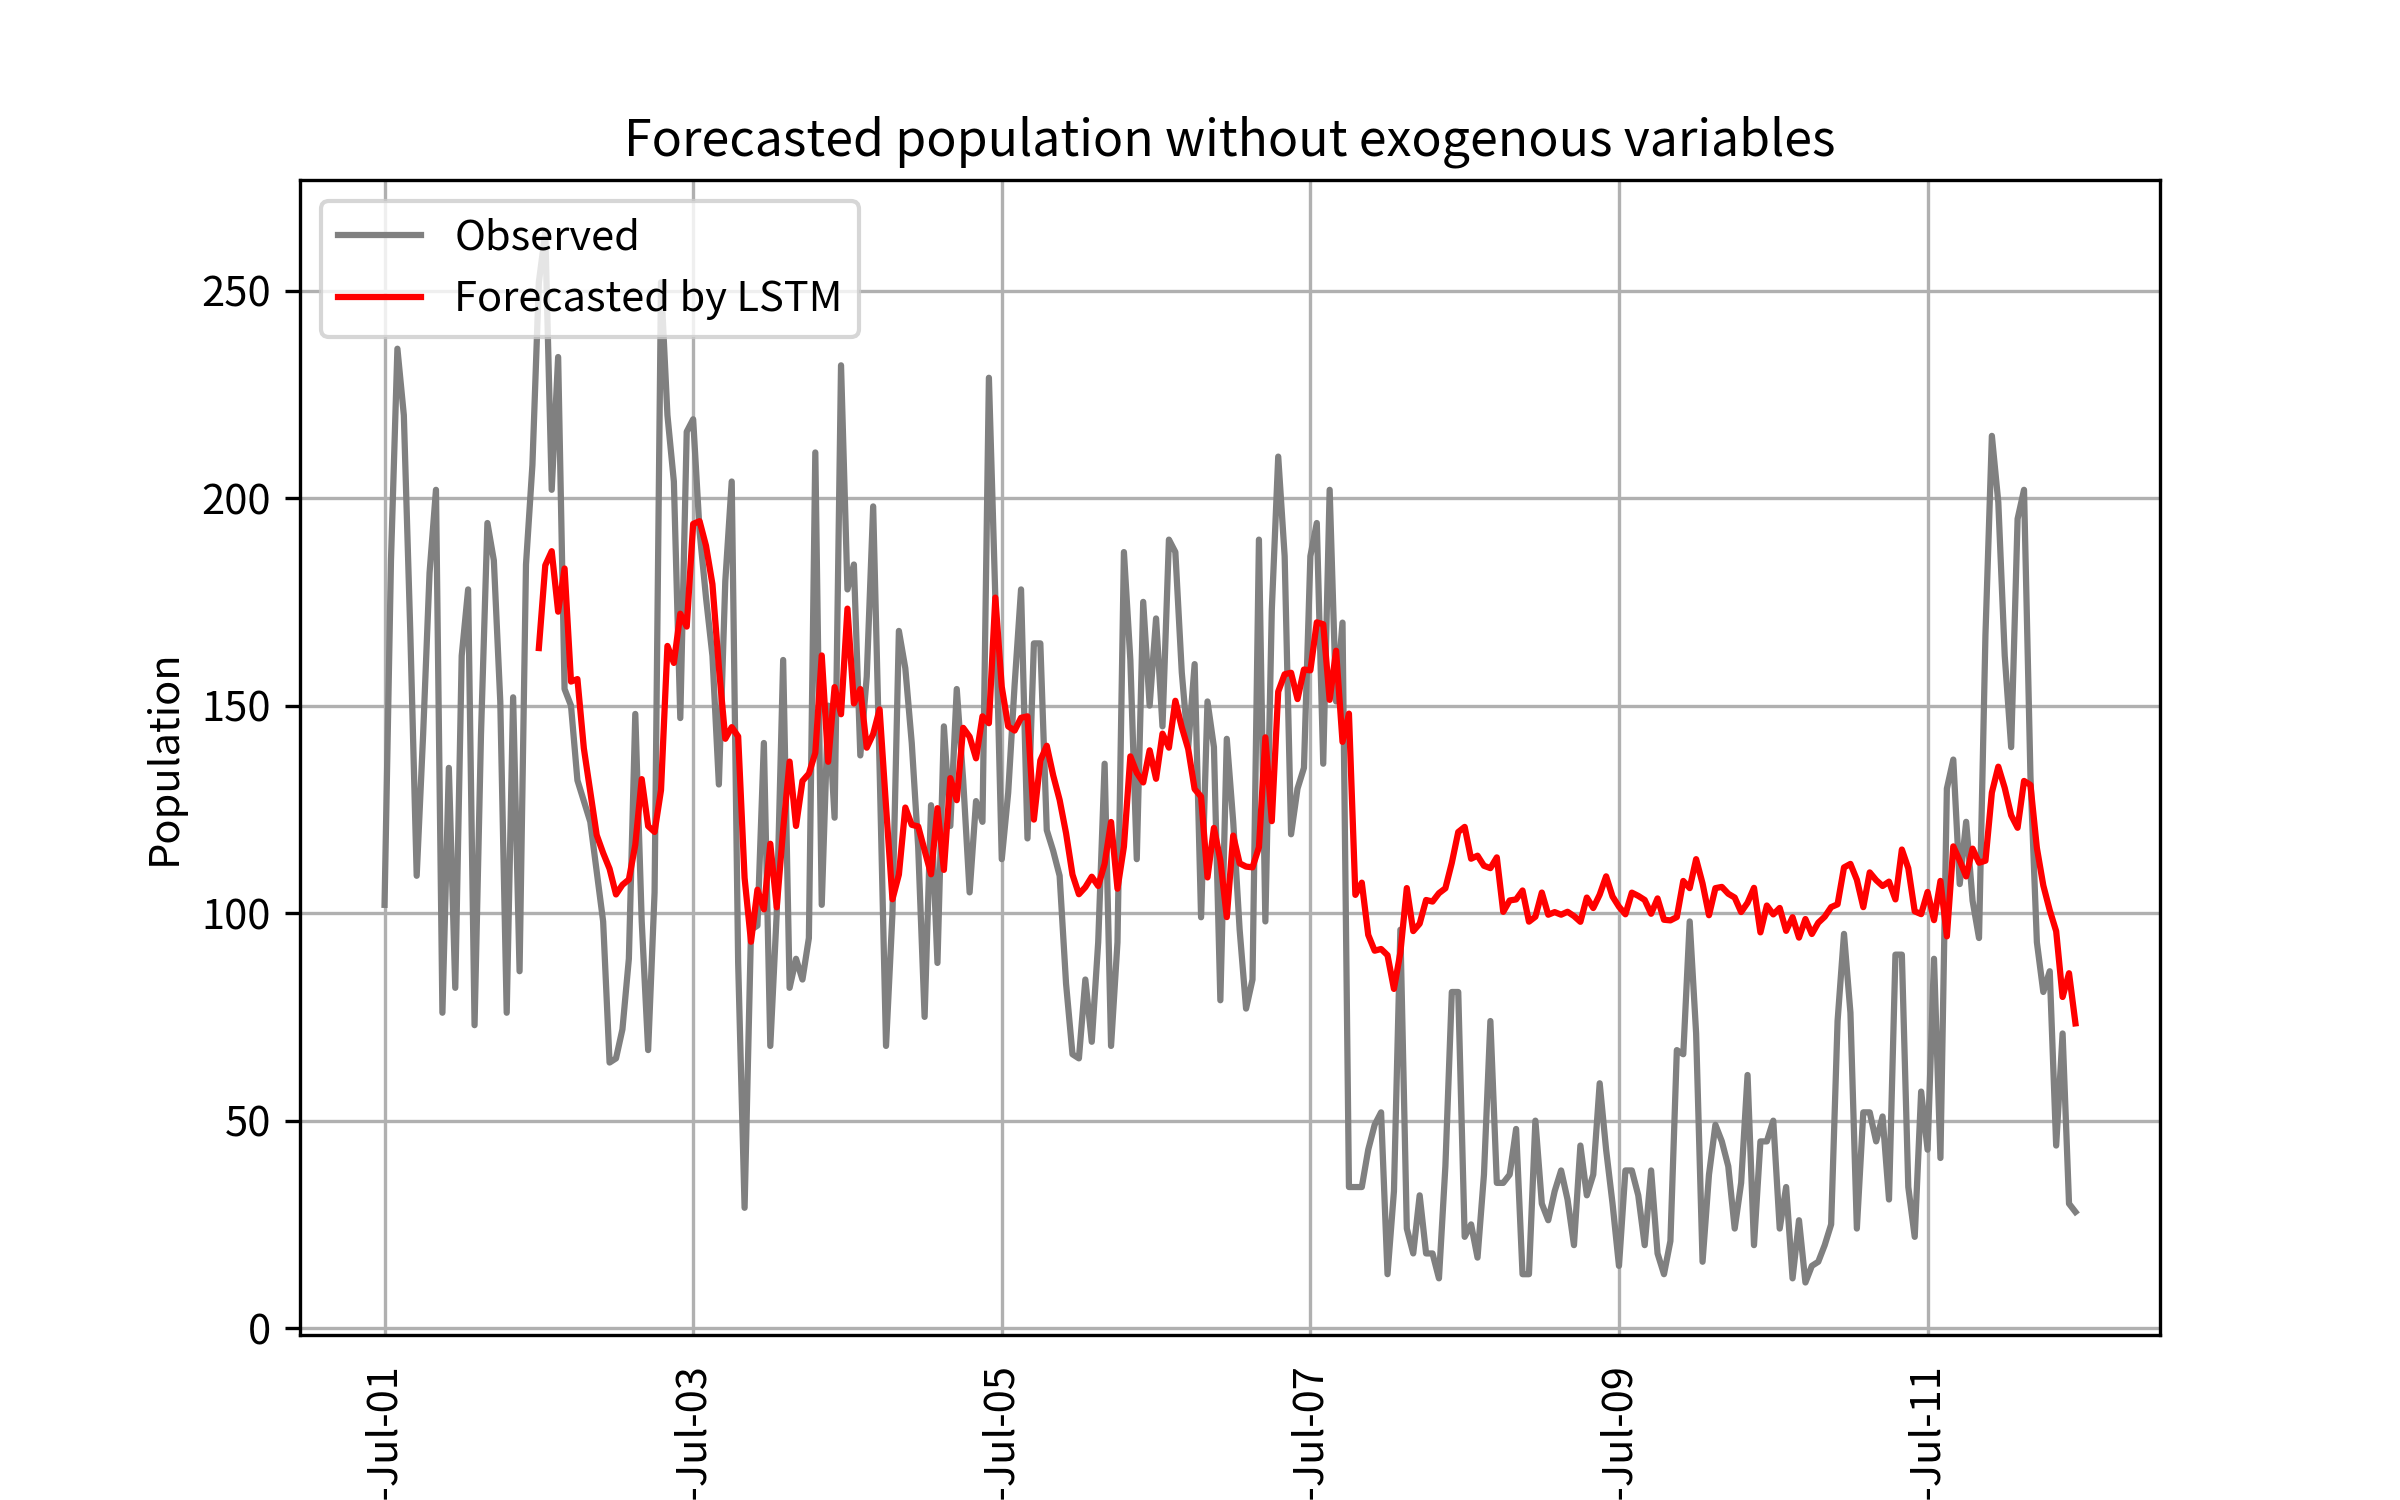 Forecasted population without exogenous variables
Observed
Forecasted by LSTM
Population
250
200
150
100
50
0
-Jul-01
-Jul-03
-Jul-05
-Jul-07
-Jul-09
-Jul-11